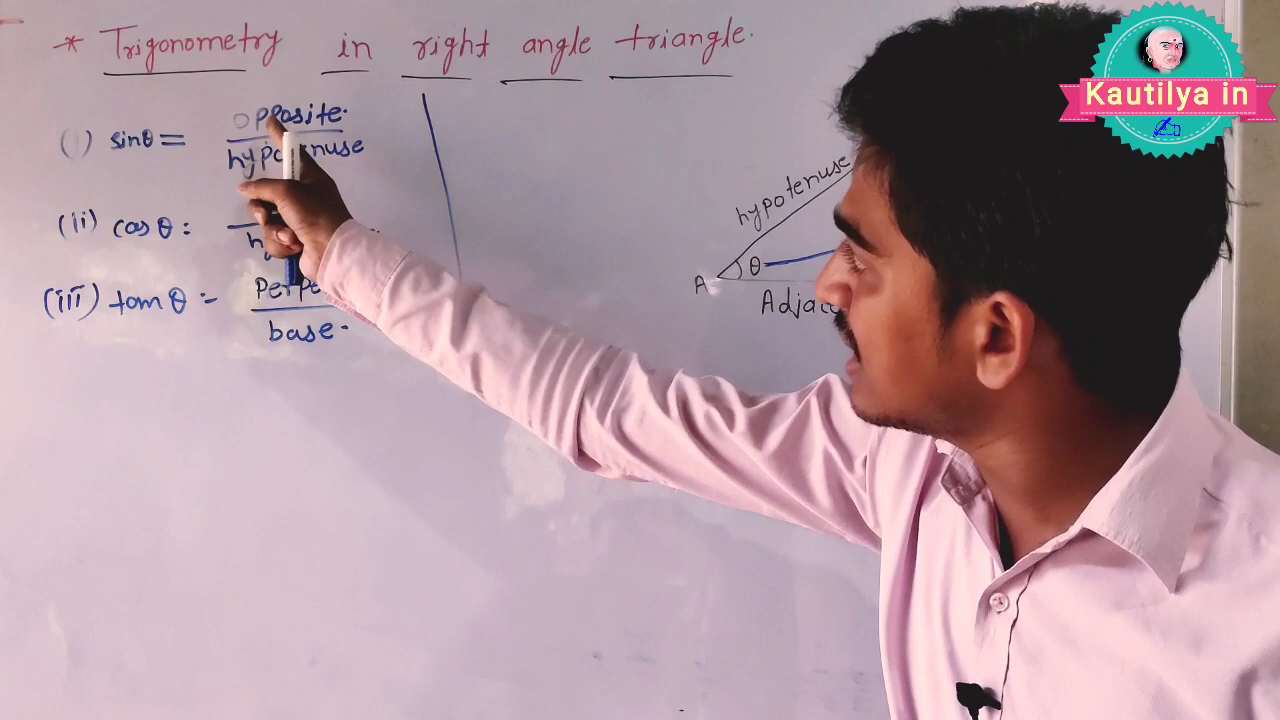 * Trigonometry in right angle triangle.
(i) sinθ = opposite.
hypotenuse
(ii) cosθ :
(iii) tanθ :-
base.
hypotenuse
θ
A
Kautilya in